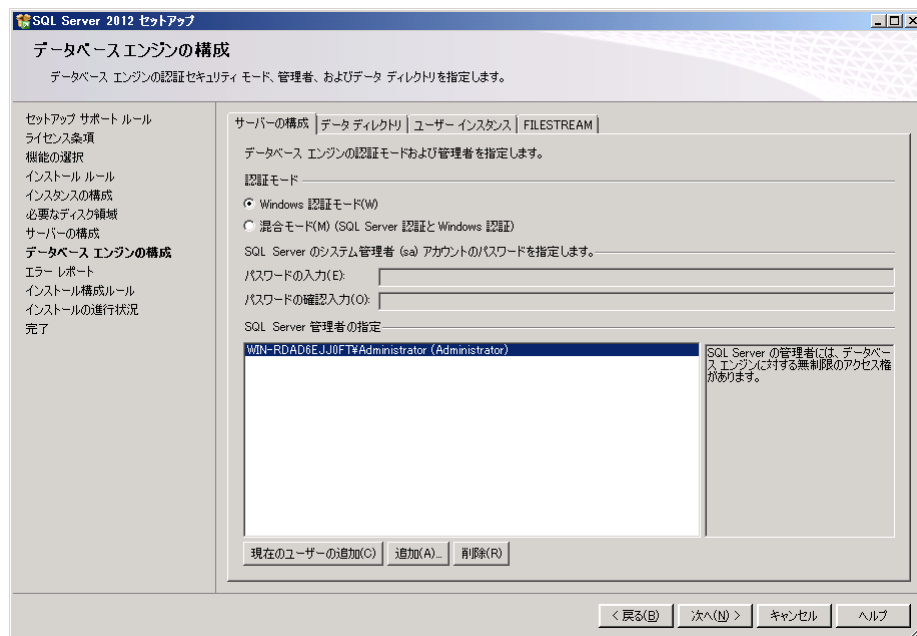 SQL Server 2012 セットアップ
データベース エンジンの構成
データベース エンジンの認証セキュリティ モード、管理者、およびデータ ディレクトリを指定します。
セットアップ サポート ルール
ライセンス条項
機能の選択
インストール ルール
インスタンスの構成
必要なディスク領域
サーバーの構成
データベース エンジンの構成
エラー レポート
インストール構成ルール
インストールの進行状況
完了
サーバーの構成 データ ディレクトリ ユーザー インスタンス FILESTREAM
データベース エンジンの認証モードおよび管理者を指定します。
認証モード
Windows 認証モード(W)
混合モード(M) (SQL Server 認証と Windows 認証)
SQL Server のシステム管理者 (sa) アカウントのパスワードを指定します。
パスワードの入力(E):
パスワードの確認入力(O):
SQL Server 管理者の指定
WIN-RDAD6EJJ0FT¥Administrator (Administrator)
SQL Server の管理者には、データベー
ス エンジンに対する無制限のアクセス権
があります。
現在のユーザーの追加(C) 追加(A)... 削除(R)
< 戻る(B) 次へ(N) > キャンセル ヘルプ